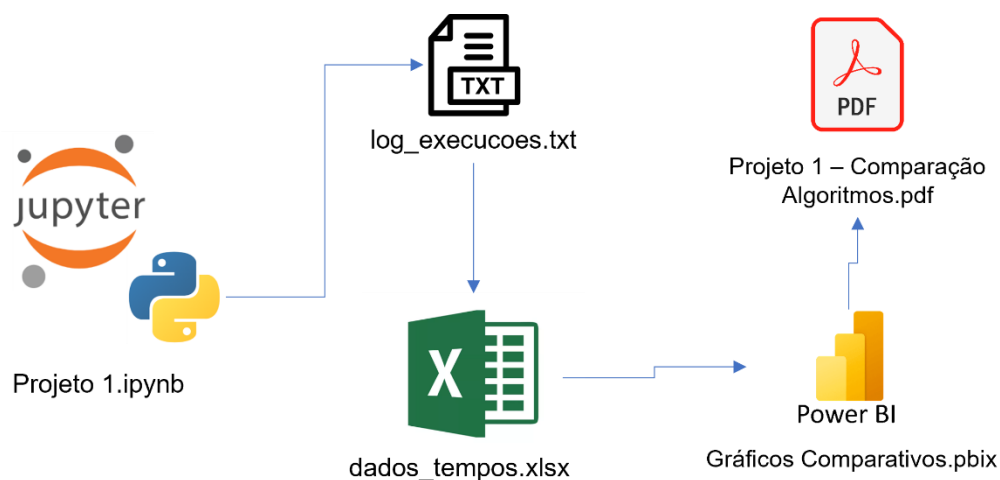 jupyter
Projeto 1.ipynb
TXT
log_execucoes.txt
X
dados_tempos.xlsx
Power BI
Gráficos Comparativos.pbix
PDF
Projeto 1 – Comparação
Algoritmos.pdf